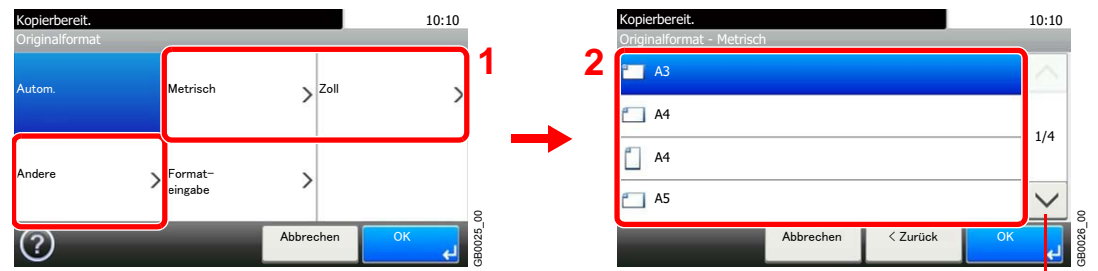 Kopierbereit. 10:10
Originalformat
1
Autom.
Metrisch
Zoll
Andere
Format-
eingabe
?
Abbrechen
OK
GB0025_00
Kopierbereit. 10:10
Originalformat - Metrisch
2
A3
A4
1/4
A4
A5
Abbrechen
< Zurück
OK
GB0026_00